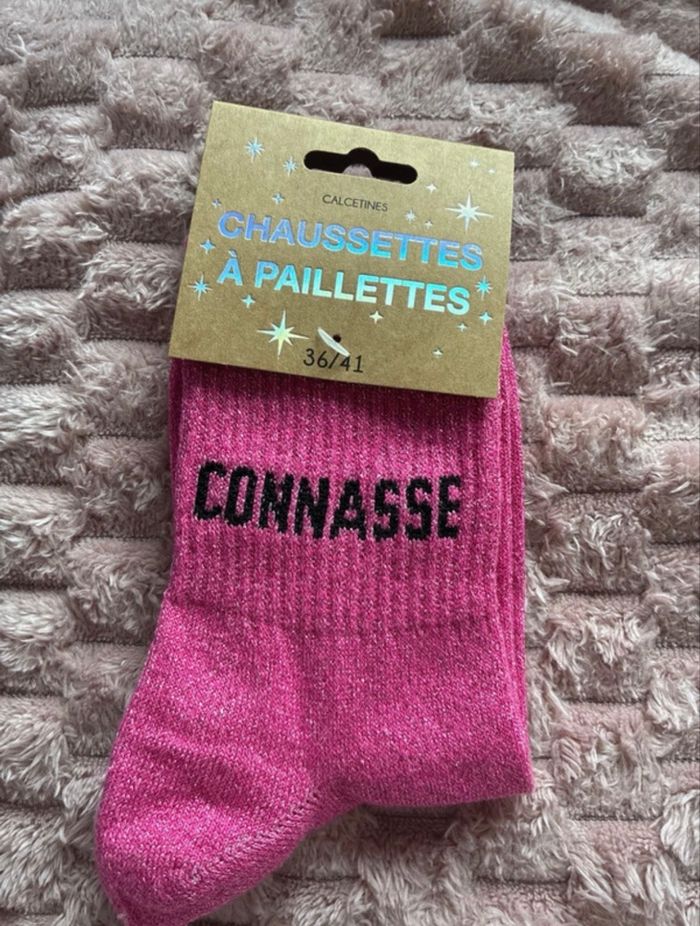 CALCETINES
CHAUSSETTES
À PAILLETTES
36/41
CONNASSE